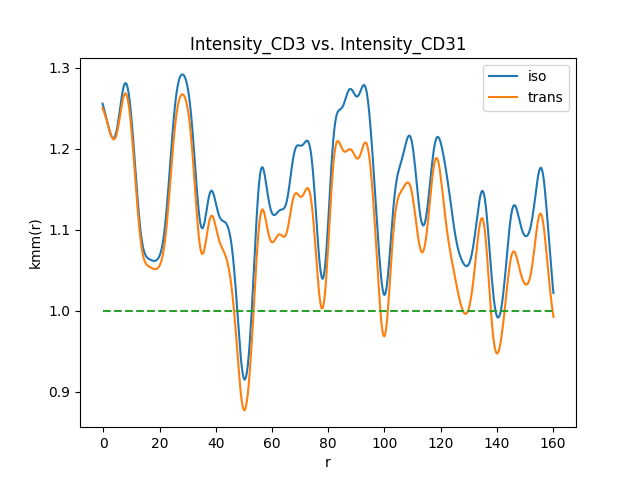 Intensity_CD3 vs. Intensity_CD31
iso
trans
kmm(r)
1.3
1.2
1.1
1.0
0.9
0 20 40 60 80 100 120 140 160
r